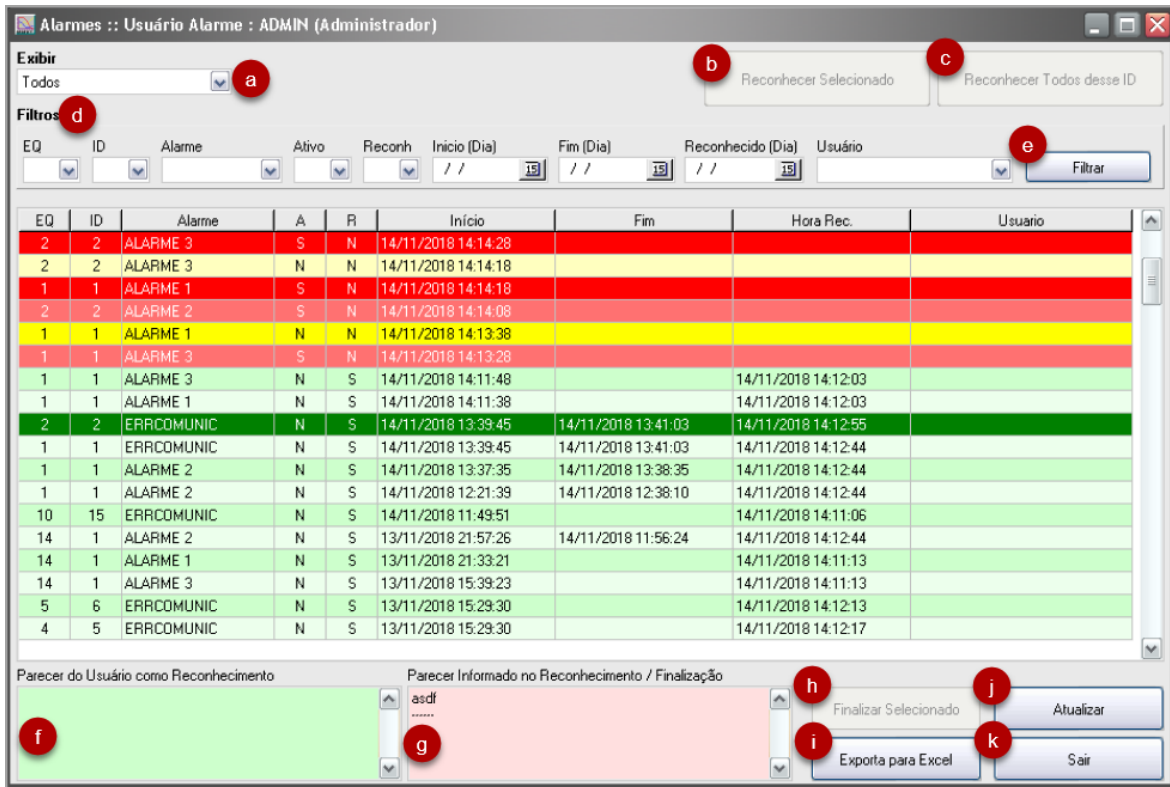 Alarmes :: Usuário Alarme : ADMIN (Administrador)
Exibir
Todos
a
b
Reconhecer Selecionado
c
Reconhecer Todos desse ID
Filtros
d
EQ ID Alarme Ativo Reconh Inicio (Dia) Fim (Dia) Reconhecido (Dia) Usuário
/ / 15 / / 15 / / 15
e
Filtrar
EQ ID Alarme A R Início Fim Hora Rec. Usuario
2 2 ALARME 3 S N 14/11/2018 14:14:28
2 2 ALARME 3 N N 14/11/2018 14:14:18
1 1 ALARME 1 S N 14/11/2018 14:14:18
2 2 ALARME 2 S N 14/11/2018 14:14:08
1 1 ALARME 1 N N 14/11/2018 14:13:38
1 1 ALARME 3 S N 14/11/2018 14:13:28
1 1 ALARME 3 N S 14/11/2018 14:11:48 14/11/2018 14:12:03
1 1 ALARME 1 N S 14/11/2018 14:11:38 14/11/2018 14:12:03
2 2 ERRCOMUNIC N S 14/11/2018 13:39:45 14/11/2018 13:41:03 14/11/2018 14:12:55
1 1 ERRCOMUNIC N S 14/11/2018 13:39:45 14/11/2018 13:41:03 14/11/2018 14:12:44
1 1 ALARME 2 N S 14/11/2018 13:37:35 14/11/2018 13:38:35 14/11/2018 14:12:44
1 1 ALARME 2 N S 14/11/2018 12:21:39 14/11/2018 12:38:10 14/11/2018 14:12:44
10 15 ERRCOMUNIC N S 14/11/2018 11:49:51 14/11/2018 14:11:06
14 1 ALARME 2 N S 13/11/2018 21:57:26 14/11/2018 11:56:24 14/11/2018 14:12:44
14 1 ALARME 1 N S 13/11/2018 21:33:21 14/11/2018 14:11:13
14 1 ALARME 3 N S 13/11/2018 15:39:23 14/11/2018 14:11:13
5 6 ERRCOMUNIC N S 13/11/2018 15:29:30 14/11/2018 14:12:13
4 5 ERRCOMUNIC N S 13/11/2018 15:29:30 14/11/2018 14:12:17
Parecer do Usuário como Reconhecimento
f
Parecer Informado no Reconhecimento / Finalização
asdf
------
g
h
Finalizar Selecionado
j
Atualizar
i
Exporta para Excel
k
Sair